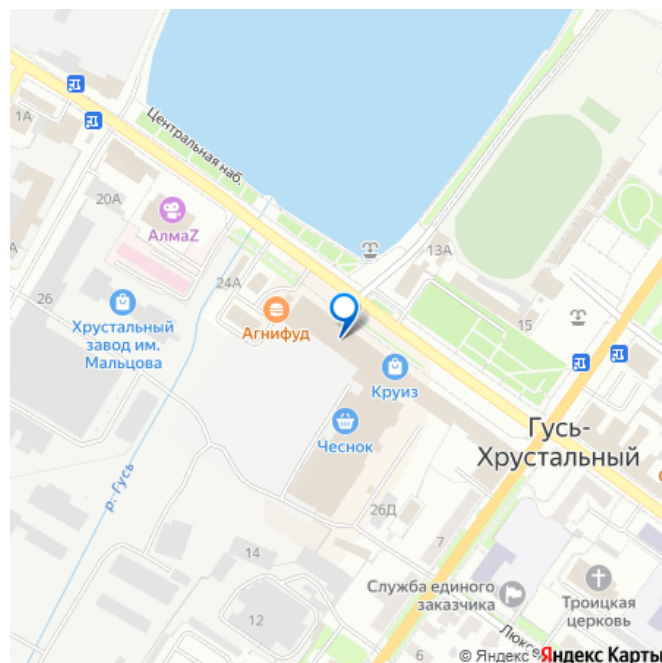 1А
Центральная наб.
20А
АлмаZ
13А
24А
26
Хрустальный
завод им.
Мальцова
Агнифуд
15
Круиз
Чеснок
Гусь-
Хрустальный
р. Гусь
26Д
7
14
Служба единого
заказчика
Троицкая
церковь
12
6
Люксе
© Яндекс Яндекс Карты